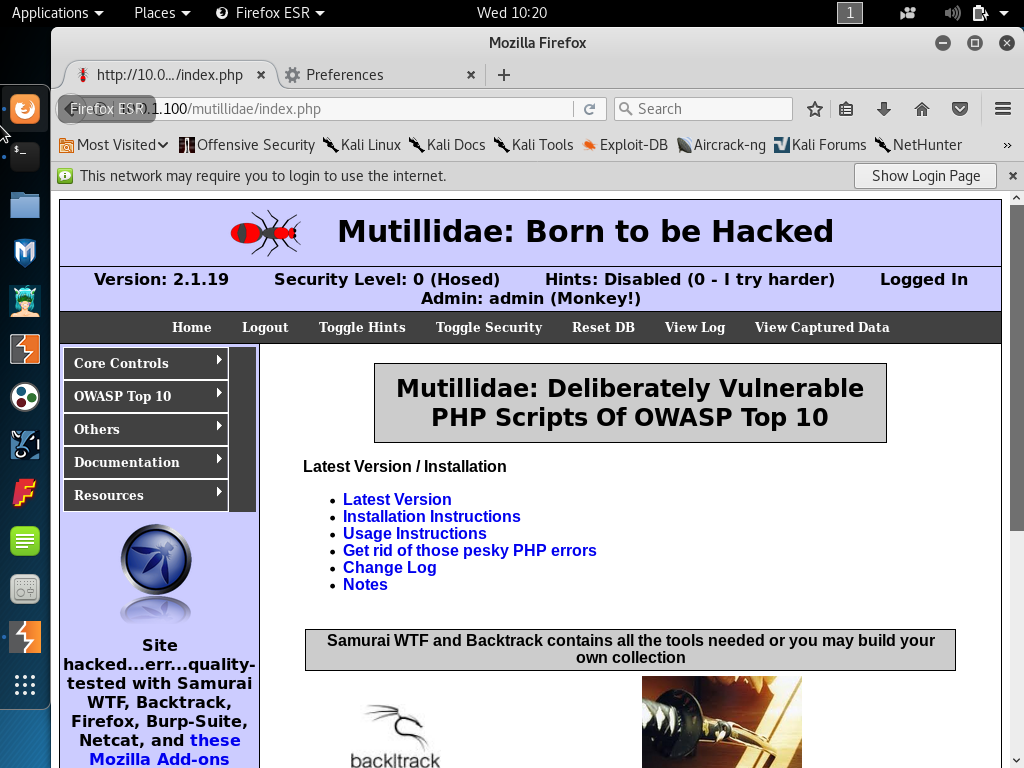 Applications Places Firefox ESR Wed 10:20 1
Mozilla Firefox
http://10.0.../index.php Preferences
Firefox ESR .1.100/mutillidae/index.php Search
Most Visited Offensive Security Kali Linux Kali Docs Kali Tools Exploit-DB Aircrack-ng Kali Forums NetHunter »
This network may require you to login to use the internet. Show Login Page
Mutillidae: Born to be Hacked
Version: 2.1.19 Security Level: 0 (Hosed) Hints: Disabled (0 - I try harder) Logged In
Admin: admin (Monkey!)
Home Logout Toggle Hints Toggle Security Reset DB View Log View Captured Data
Core Controls
OWASP Top 10
Others
Documentation
Resources
Mutillidae: Deliberately Vulnerable
PHP Scripts Of OWASP Top 10
Latest Version / Installation
Latest Version
Installation Instructions
Usage Instructions
Get rid of those pesky PHP errors
Change Log
Notes
Site
hacked...err...quality-
tested with Samurai
WTF, Backtrack,
Firefox, Burp-Suite,
Netcat, and these
Mozilla Add-ons
Samurai WTF and Backtrack contains all the tools needed or you may build your
own collection
backltrack